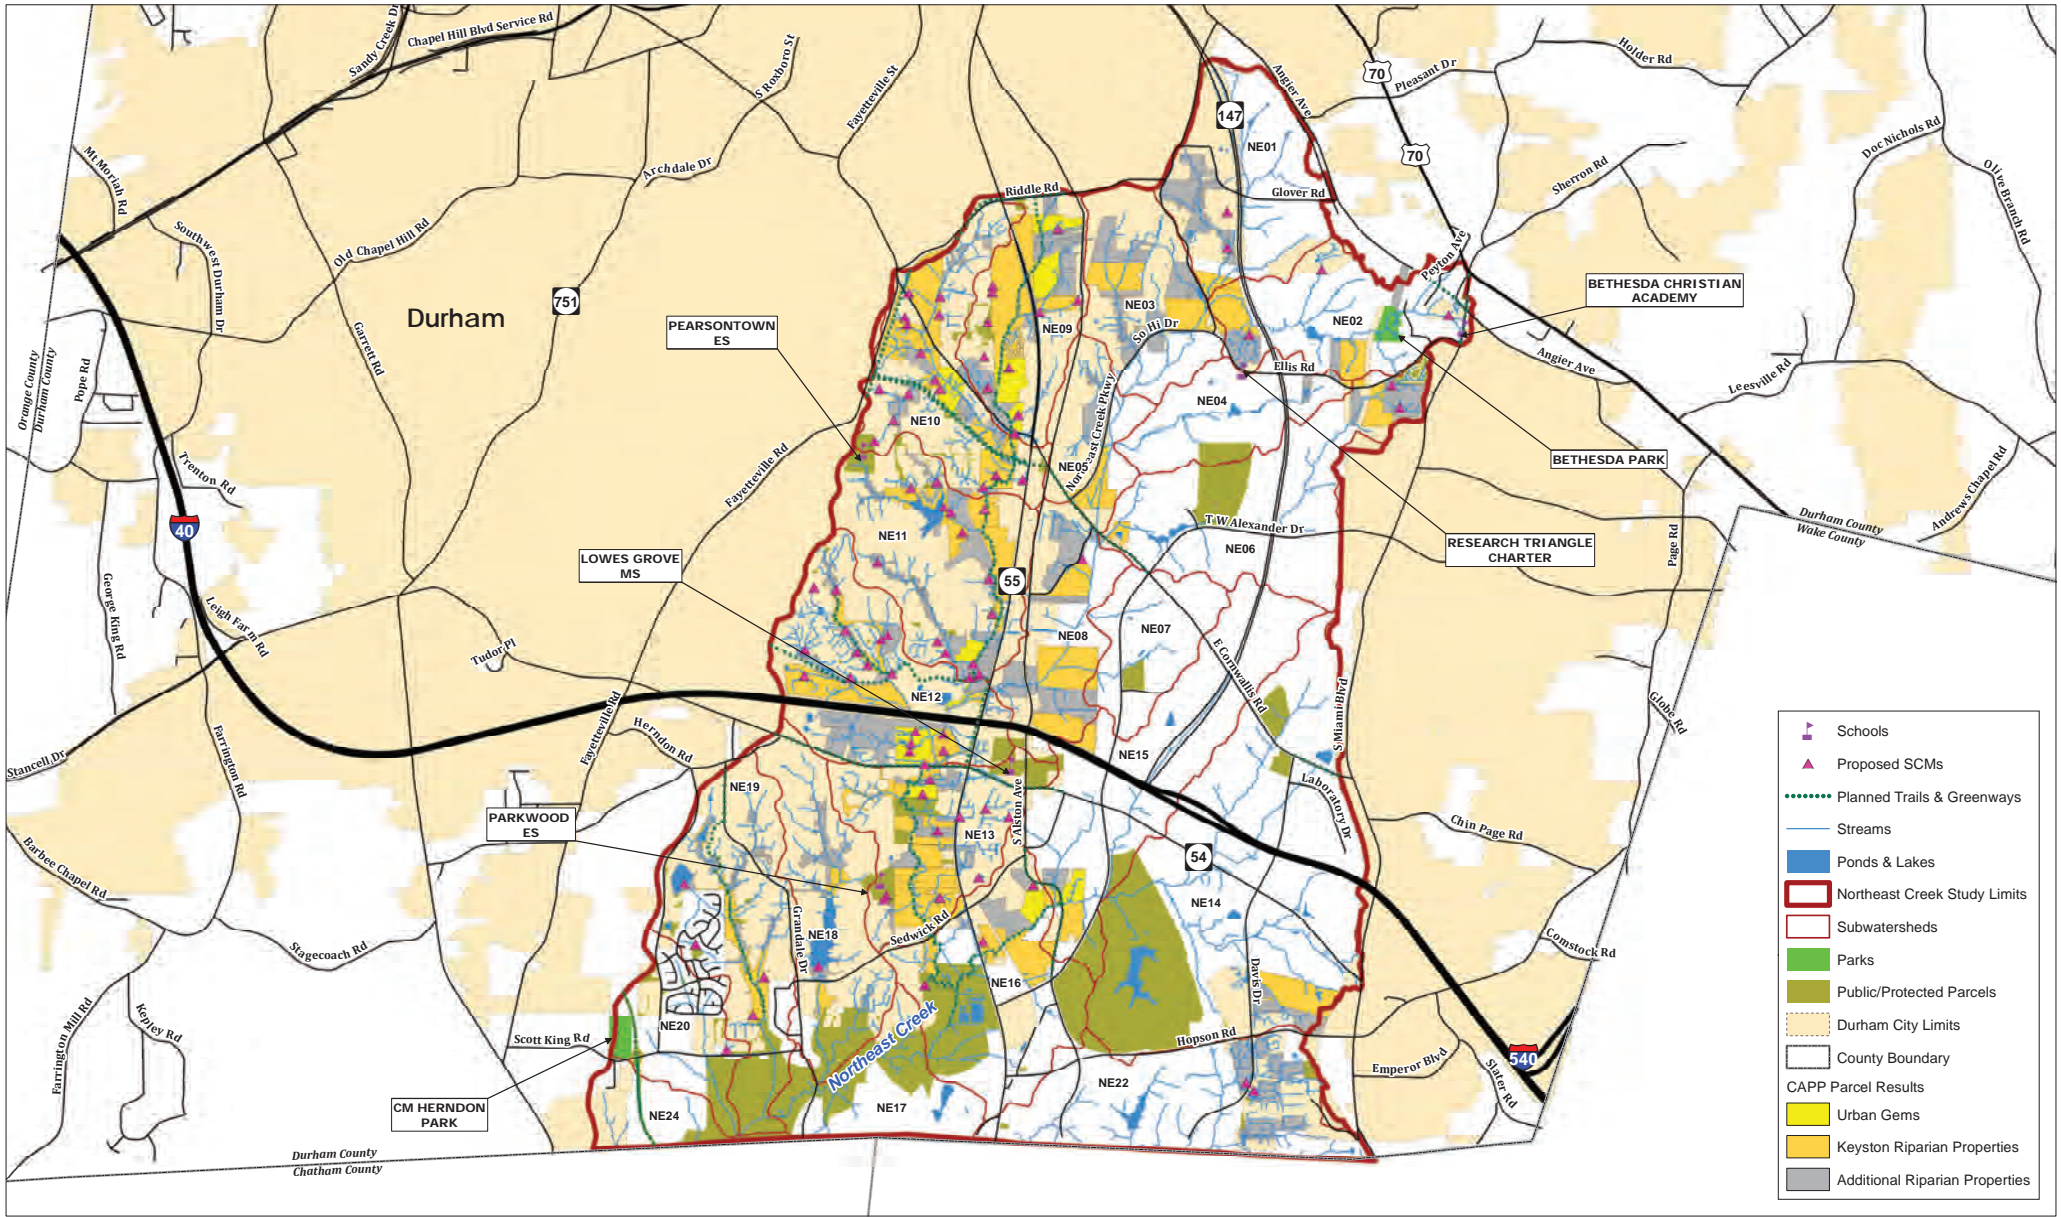 Sandy Creek Dr
Chapel Hill Blvd Service Rd
S Roxboro St
Fayetteville St
Angier Ave
70
Pleasant Dr
Holder Rd
147
NE01
70
Doc Nichols Rd
Olive Branch Rd
Sherron Rd
Mt Moriah Rd
Archdale Dr
Riddle Rd
Glover Rd
Southwest Durham Dr
Old Chapel Hill Rd
Peyton Ave
BETHESDA CHRISTIAN
ACADEMY
751
Durham
PEARSONTOWN
ES
NE03
NE09
So Hi Dr
NE02
Garrett Rd
Orange County
Durham County
Pope Rd
Ellis Rd
Angier Ave
Leesville Rd
NE04
Northeast Creek Pkwy
NE10
NE05
BETHESDA PARK
Trenton Rd
Fayetteville Rd
Andrews Chapel Rd
40
T W Alexander Dr
Durham County
Wake County
NE11
NE06
RESEARCH TRIANGLE
CHARTER
Page Rd
LOWES GROVE
MS
55
George King Rd
Leigh Farm Rd
NE08
NE07
Tudor Pl
E Cornwallis Rd
NE12
S Miami Blvd
Globe Rd
Fayetteville Rd
Herndon Rd
Farrington Rd
Stancell Dr
NE15
NE19
S Alston Ave
Laboratory Dr
PARKWOOD
ES
NE13
Chin Page Rd
54
Barbee Chapel Rd
NE14
Grandale Dr
NE18
Sedwick Rd
Stagecoach Rd
Comstock Rd
Davis Dr
NE16
Farrington Mill Rd
Kepley Rd
NE20
Scott King Rd
Northeast Creek
Hopson Rd
540
Emperor Blvd
Slater Rd
NE22
CM HERNDON
PARK
NE24
NE17
Durham County
Chatham County
Schools
Proposed SCMs
Planned Trails & Greenways
Streams
Ponds & Lakes
Northeast Creek Study Limits
Subwatersheds
Parks
Public/Protected Parcels
Durham City Limits
County Boundary
CAPP Parcel Results
Urban Gems
Keyston Riparian Properties
Additional Riparian Properties